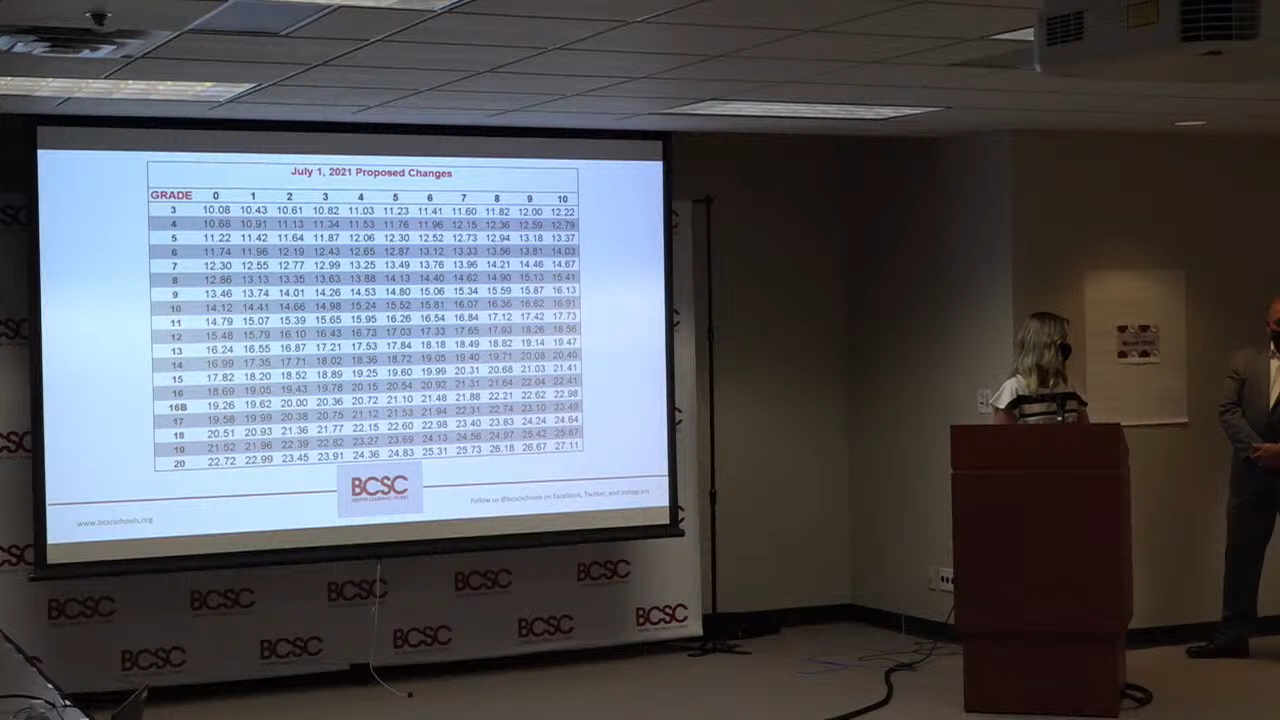 July 1, 2021 Proposed Changes
GRADE 0 1 2 3 4 5 6 7 8 9 10
3 10.08 10.43 10.61 10.82 11.03 11.23 11.41 11.60 11.82 12.00 12.22
4 10.68 10.91 11.13 11.34 11.53 11.76 11.96 12.15 12.36 12.59 12.79
5 11.22 11.42 11.64 11.87 12.06 12.30 12.52 12.73 12.94 13.18 13.37
6 11.74 11.96 12.19 12.43 12.65 12.87 13.12 13.33 13.56 13.81 14.03
7 12.30 12.55 12.77 12.99 13.25 13.49 13.76 13.96 14.21 14.46 14.67
8 12.86 13.13 13.35 13.63 13.88 14.13 14.40 14.62 14.90 15.13 15.41
9 13.46 13.74 14.01 14.26 14.53 14.80 15.06 15.34 15.59 15.87 16.13
10 14.12 14.41 14.66 14.98 15.24 15.52 15.81 16.07 16.36 16.62 16.91
11 14.79 15.07 15.39 15.65 15.95 16.26 16.54 16.84 17.12 17.42 17.73
12 15.48 15.79 16.10 16.43 16.73 17.03 17.33 17.65 17.93 18.26 18.56
13 16.24 16.55 16.87 17.21 17.53 17.84 18.18 18.49 18.82 19.14 19.47
14 16.99 17.35 17.71 18.02 18.36 18.72 19.05 19.40 19.71 20.08 20.40
15 17.82 18.20 18.52 18.89 19.25 19.60 19.99 20.31 20.68 21.03 21.41
16 18.69 19.05 19.43 19.78 20.15 20.54 20.92 21.31 21.64 22.04 22.41
16B 19.26 19.62 20.00 20.36 20.72 21.10 21.48 21.88 22.21 22.62 22.98
17 19.58 19.99 20.38 20.75 21.12 21.53 21.94 22.31 22.74 23.10 23.49
18 20.51 20.93 21.36 21.77 22.15 22.60 22.98 23.40 23.83 24.24 24.64
19 21.52 21.96 22.39 22.82 23.27 23.69 24.13 24.56 24.97 25.42 25.87
20 22.72 22.99 23.45 23.91 24.36 24.83 25.31 25.73 26.18 26.67 27.11
BCSC
DEEPER LEARNING WORKS
www.bcscschools.org
Follow us @bcscschools on Facebook, Twitter, and Instagram
BCSC BCSC BCSC BCSC BCSC
BCSC BCSC BCSC BCSC BCSC